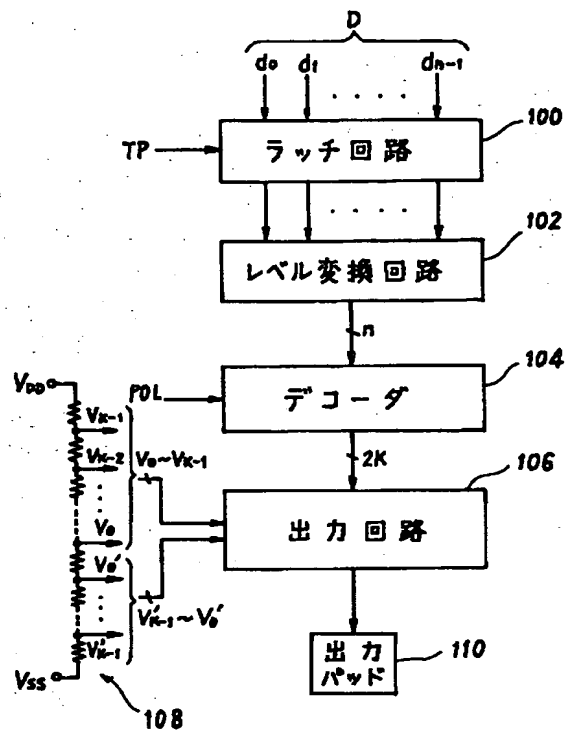 D
d0 d1 dn-1
100
TP ラッチ回路
102
レベル変換回路
n
104
VDD POL デコーダ
VK-1
2K
106
VK-2 V0~VK-1
V0 出力回路
V0'
V'K-1~V0'
V'K-1
出力
パッド
110
VSS
108